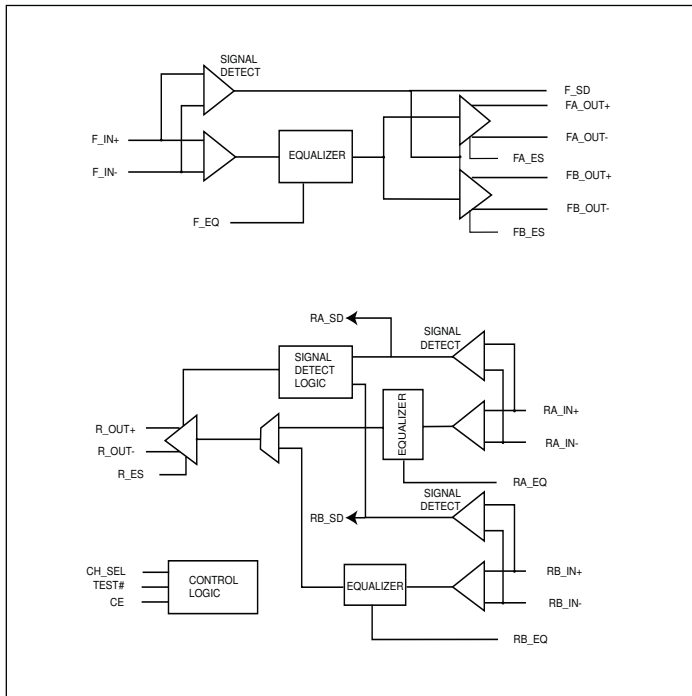 SIGNAL
DETECT
F_SD
FA_OUT+
F_IN+
FA_OUT-
EQUALIZER
FA_ES
F_IN-
FB_OUT+
FB_OUT-
F_EQ
FB_ES
RA_SD
SIGNAL
DETECT
SIGNAL
DETECT
LOGIC
EQUALIZER
RA_IN+
R_OUT+
RA_IN-
R_OUT-
R_ES
RA_EQ
SIGNAL
DETECT
RB_SD
CH_SEL
TEST#
CE
CONTROL
LOGIC
EQUALIZER
RB_IN+
RB_IN-
RB_EQ